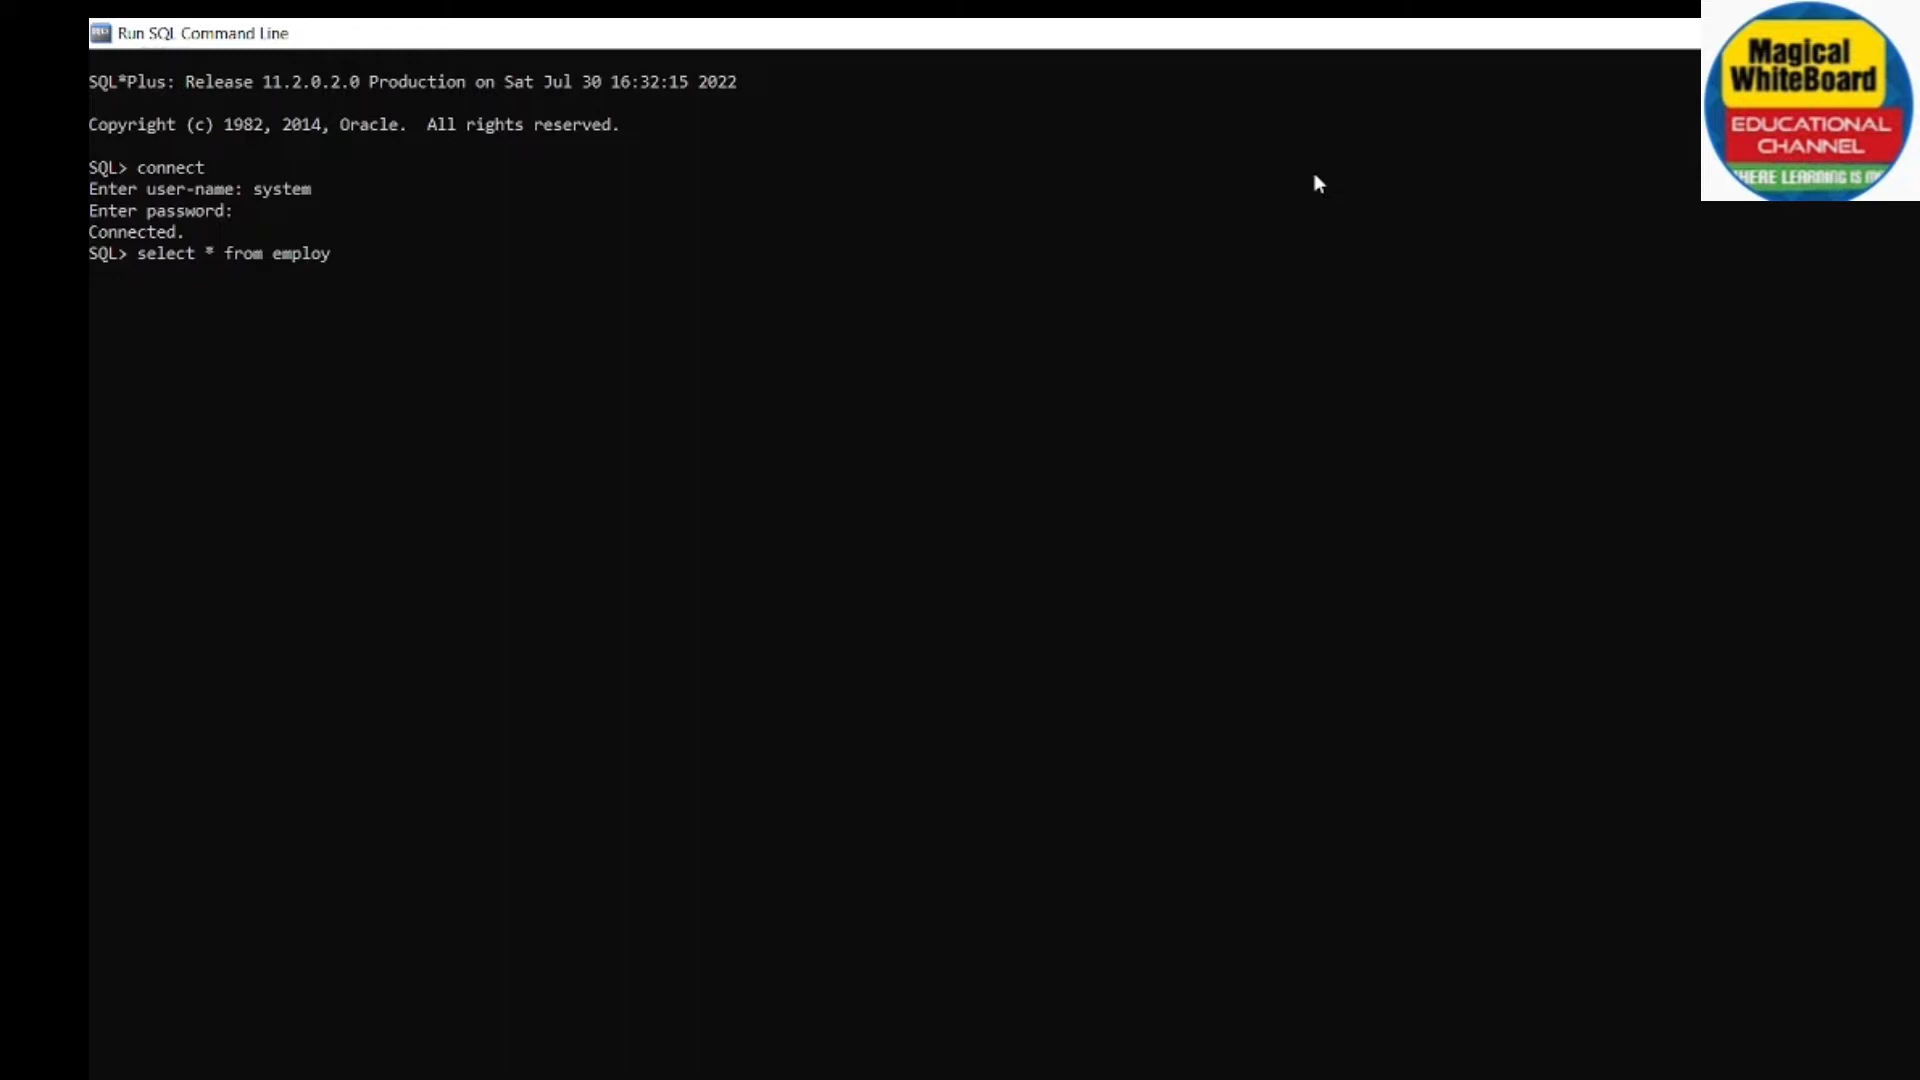 Run SQL Command Line
SQL*Plus: Release 11.2.0.2.0 Production on Sat Jul 30 16:32:15 2022
Copyright (c) 1982, 2014, Oracle.  All rights reserved.
SQL> connect
Enter user-name: system
Enter password:
Connected.
SQL> select * from employ
Magical
WhiteBoard
EDUCATIONAL
CHANNEL
HERE LEARNING IS